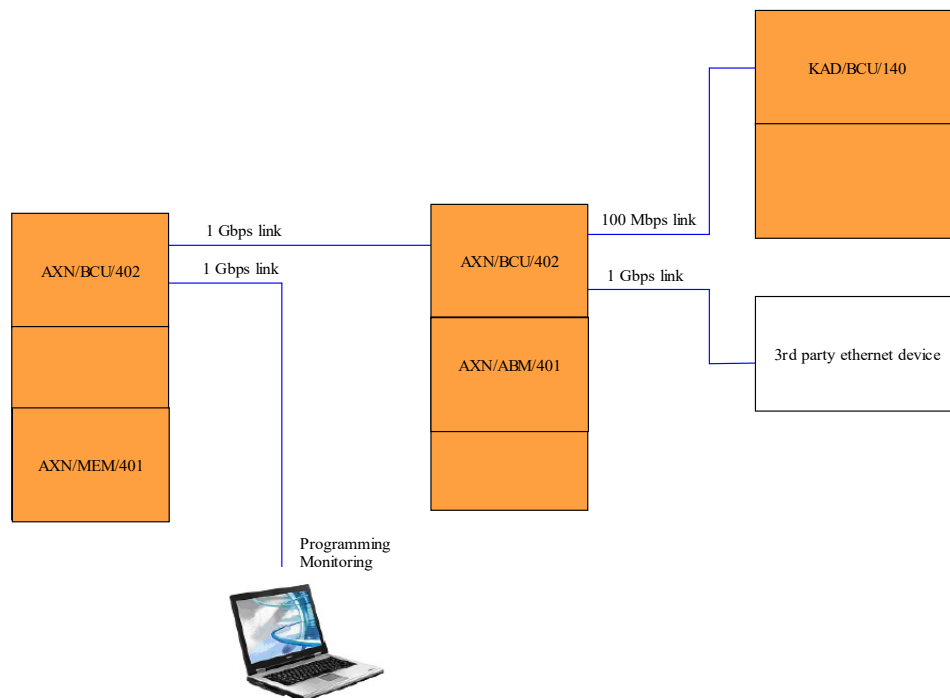 KAD/BCU/140
100 Mbps link
1 Gbps link
AXN/BCU/402
1 Gbps link
AXN/BCU/402
1 Gbps link
AXN/ABM/401
3rd party ethernet device
AXN/MEM/401
Programming
Monitoring